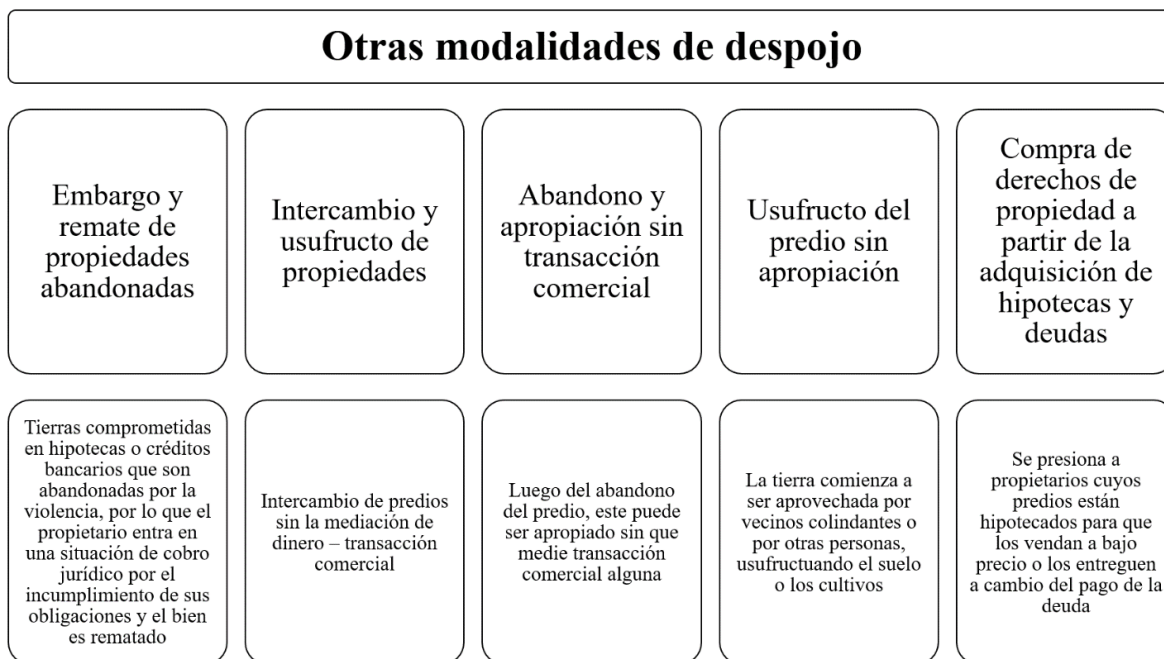 Otras modalidades de despojo
Embargo y
remate de
propiedades
abandonadas
Intercambio y
usufructo de
propiedades
Abandono y
apropiación sin
transacción
comercial
Usufructo del
predio sin
apropiación
Compra de
derechos de
propiedad a
partir de la
adquisición de
hipotecas y
deudas
Tierras comprometidas
en hipotecas o créditos
bancarios que son
abandonadas por la
violencia, por lo que el
propietario entra en
una situación de cobro
jurídico por el
incumplimiento de sus
obligaciones y el bien
es rematado
Intercambio de predios
sin la mediación de
dinero – transacción
comercial
Luego del abandono
del predio, este puede
ser apropiado sin que
medie transacción
comercial alguna
La tierra comienza a
ser aprovechada por
vecinos colindantes o
por otras personas,
usufructuando el suelo
o los cultivos
Se presiona a
propietarios cuyos
predios están
hipotecados para que
los vendan a bajo
precio o los entreguen
a cambio del pago de la
deuda